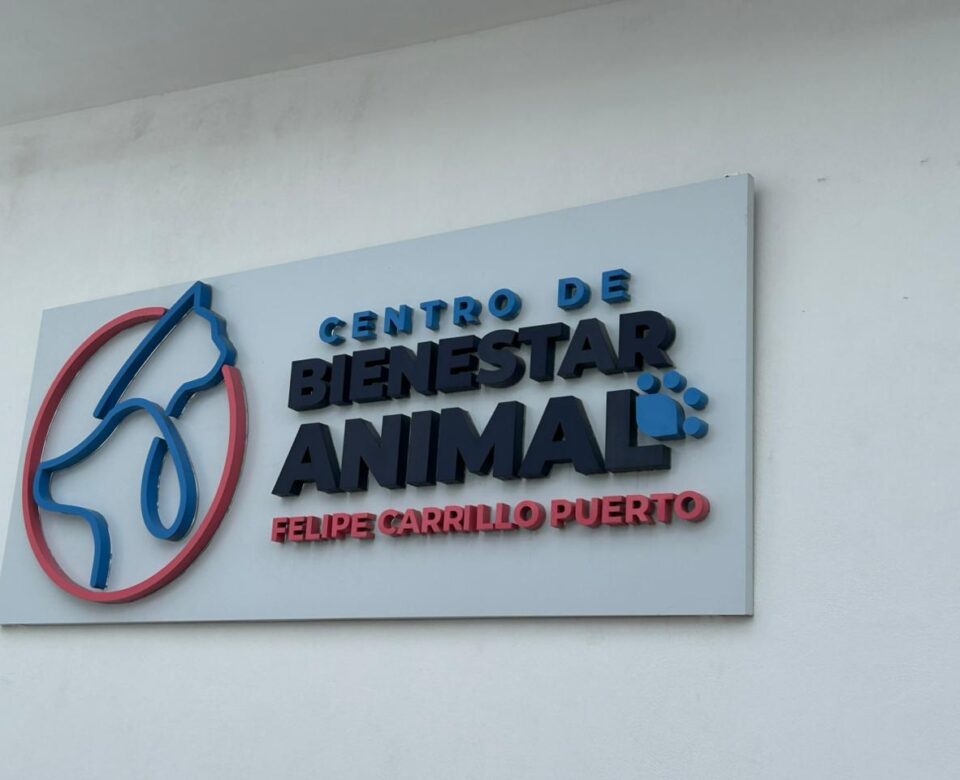 CENTRO DE
BIENESTAR
ANIMAL
FELIPE CARRILLO PUERTO